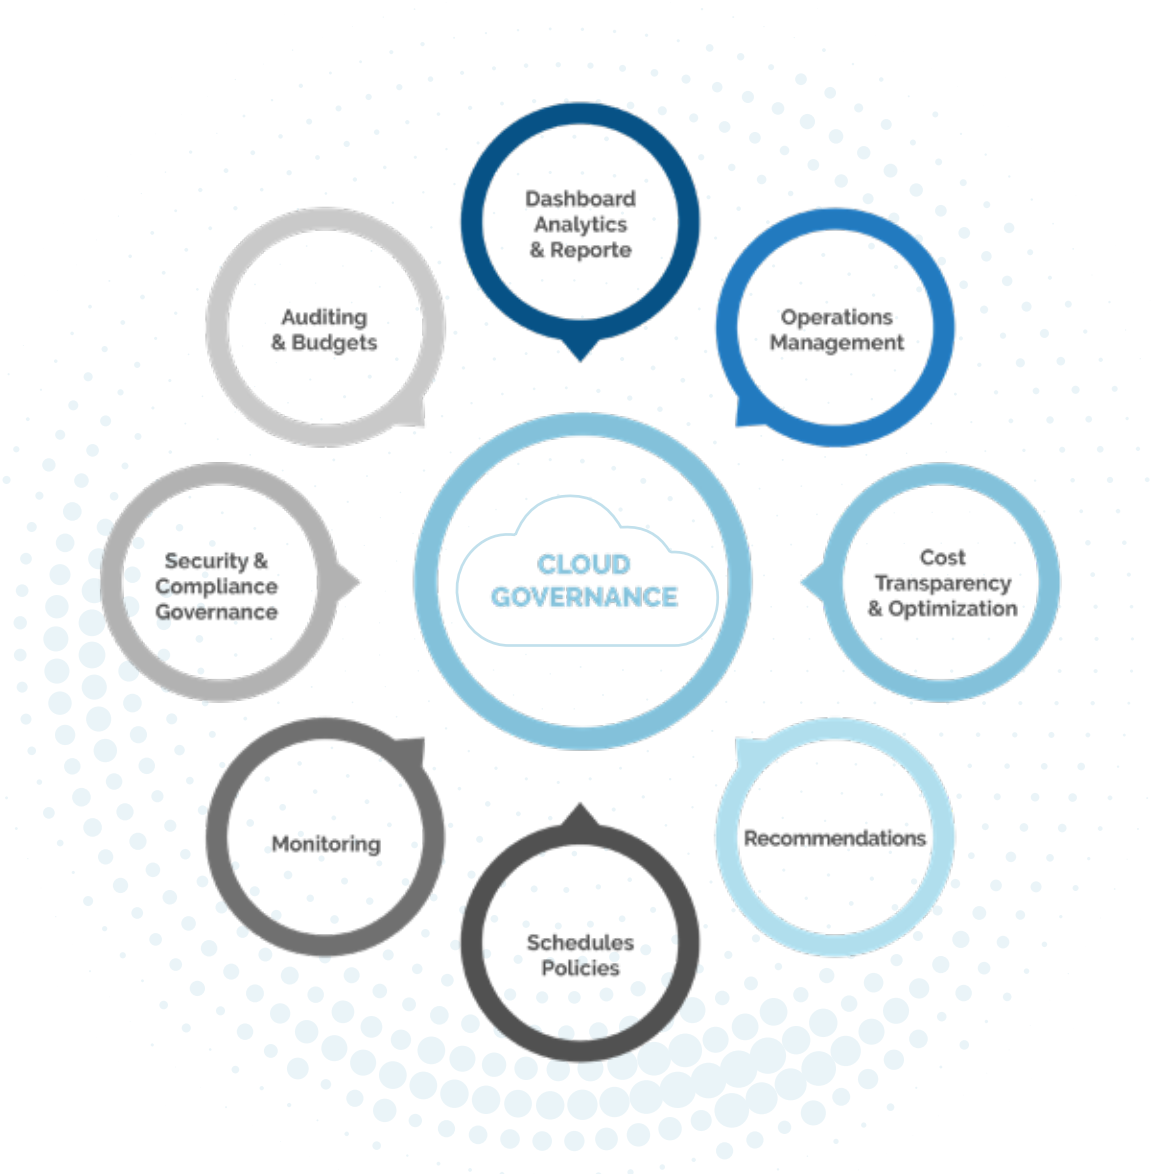 Dashboard
Analytics
& Reporte
Operations
Management
Cost
Transparency
& Optimization
Recommendations
Schedules
Policies
Monitoring
Security &
Compliance
Governance
Auditing
& Budgets
CLOUD
GOVERNANCE